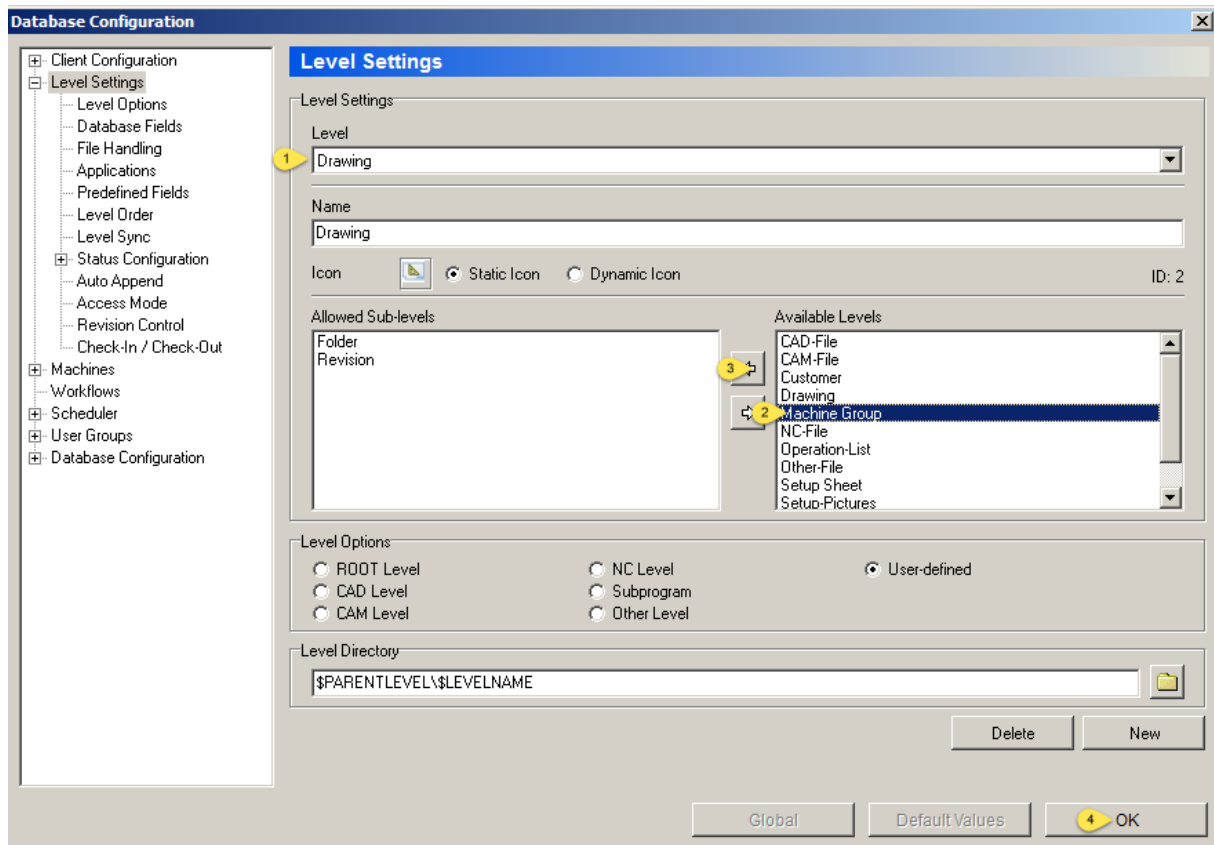 Database Configuration
Client Configuration
Level Settings
Level Options
Database Fields
File Handling
Applications
Predefined Fields
Level Order
Level Sync
Status Configuration
Auto Append
Access Mode
Revision Control
Check-In / Check-Out
Machines
Workflows
Scheduler
User Groups
Database Configuration
Level Settings
Level Settings
Level
1 Drawing
Name
Drawing
Icon Static Icon Dynamic Icon ID: 2
Allowed Sub-levels
Folder
Revision
3
2
Available Levels
CAD-File
CAM-File
Customer
Drawing
Machine Group
NC-File
Operation-List
Other-File
Setup Sheet
Setup-Pictures
Level Options
ROOT Level NC Level User-defined
CAD Level Subprogram
CAM Level Other Level
Level Directory
$PARENTLEVEL\$LEVELNAME
Delete New
Global Default Values 4 OK